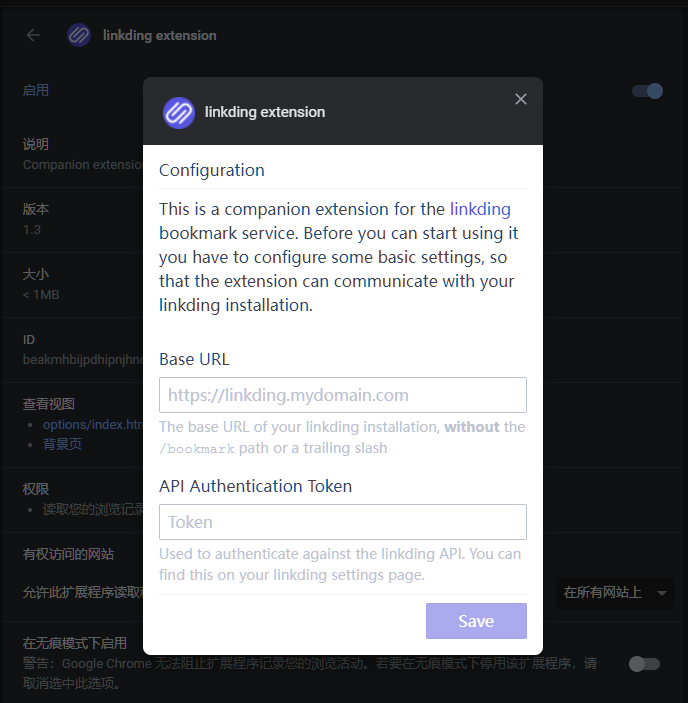 linkding extension
启用
linkding extension
说明
Companion extensio
版本
1.3
大小
< 1MB
ID
查看视图
options/index.htm
背景页
权限
读取您的浏览记录
有权访问的网站
允许此扩展程序读取
在所有网站上
在无痕模式下启用
警告：Google Chrome 无法阻止扩展程序记录您的浏览活动。若要在无痕模式下停用该扩展程序，请
取消选中此选项。
Configuration
This is a companion extension for the linkding
bookmark service. Before you can start using it
you have to configure some basic settings, so
that the extension can communicate with your
linkding installation.
Base URL
https://linkding.mydomain.com
The base URL of your linkding installation, without the
/bookmark path or a trailing slash
API Authentication Token
Token
Used to authenticate against the linkding API. You can
find this on your linkding settings page.
Save